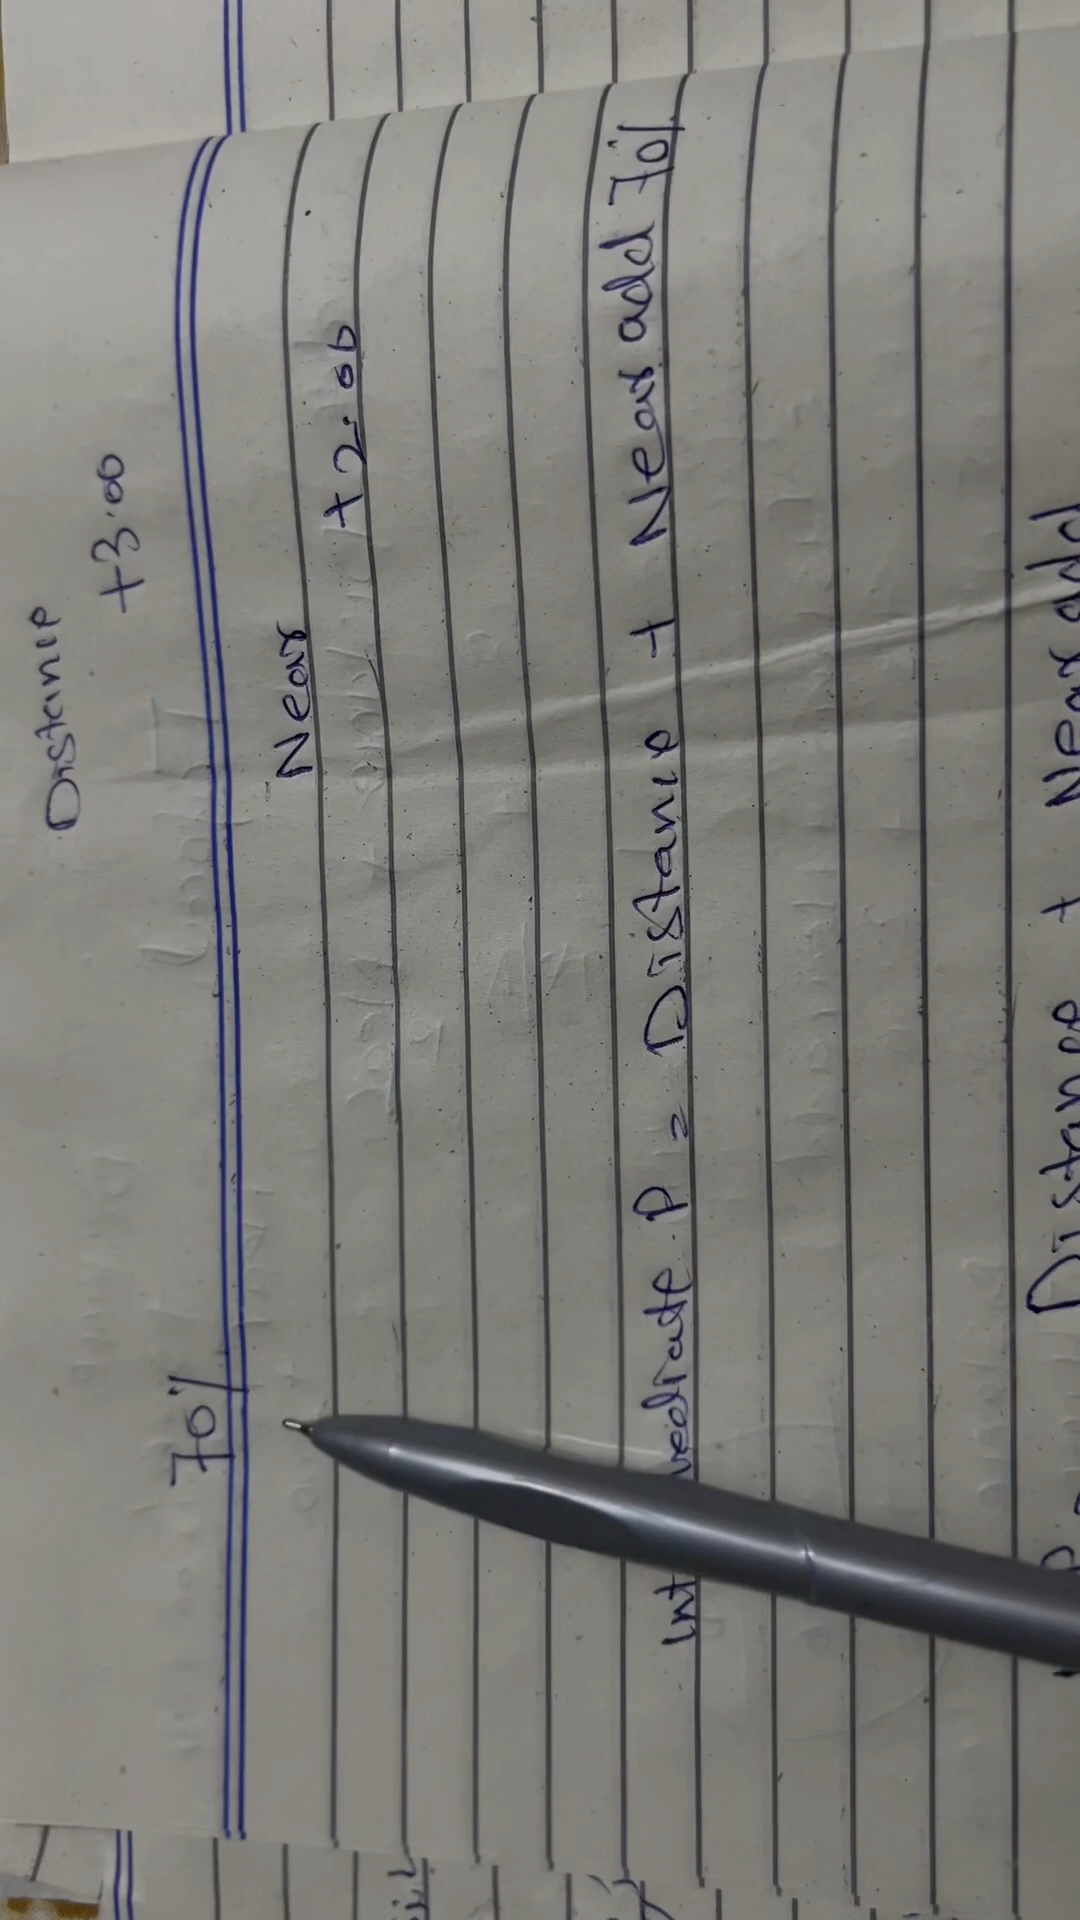 Distance
+3.00
70%
Near
+2.00
Intermediate P = Distance + Near add 70%
P = Distance + Near add